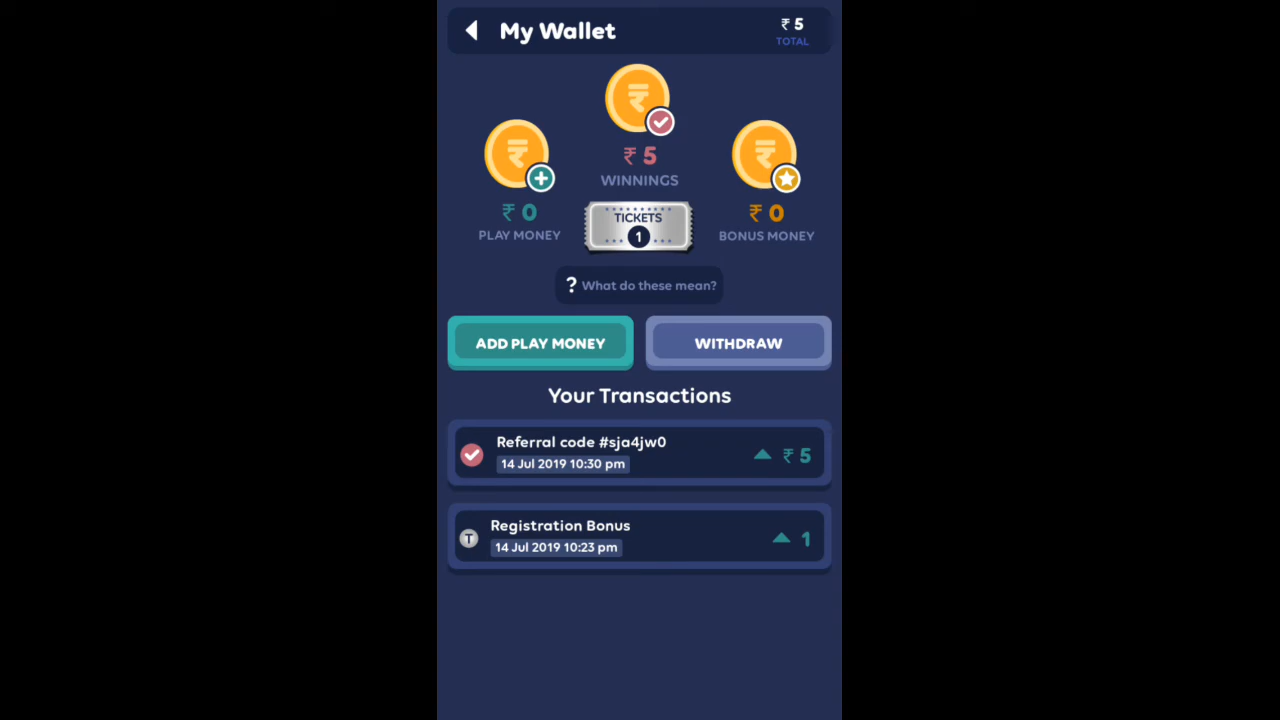 My Wallet
₹ 5
TOTAL
₹ 5
WINNINGS
₹ 0
PLAY MONEY
TICKETS
1
₹ 0
BONUS MONEY
? What do these mean?
ADD PLAY MONEY
WITHDRAW
Your Transactions
Referral code #sja4jw0
14 Jul 2019 10:30 pm
₹ 5
T
Registration Bonus
14 Jul 2019 10:23 pm
1